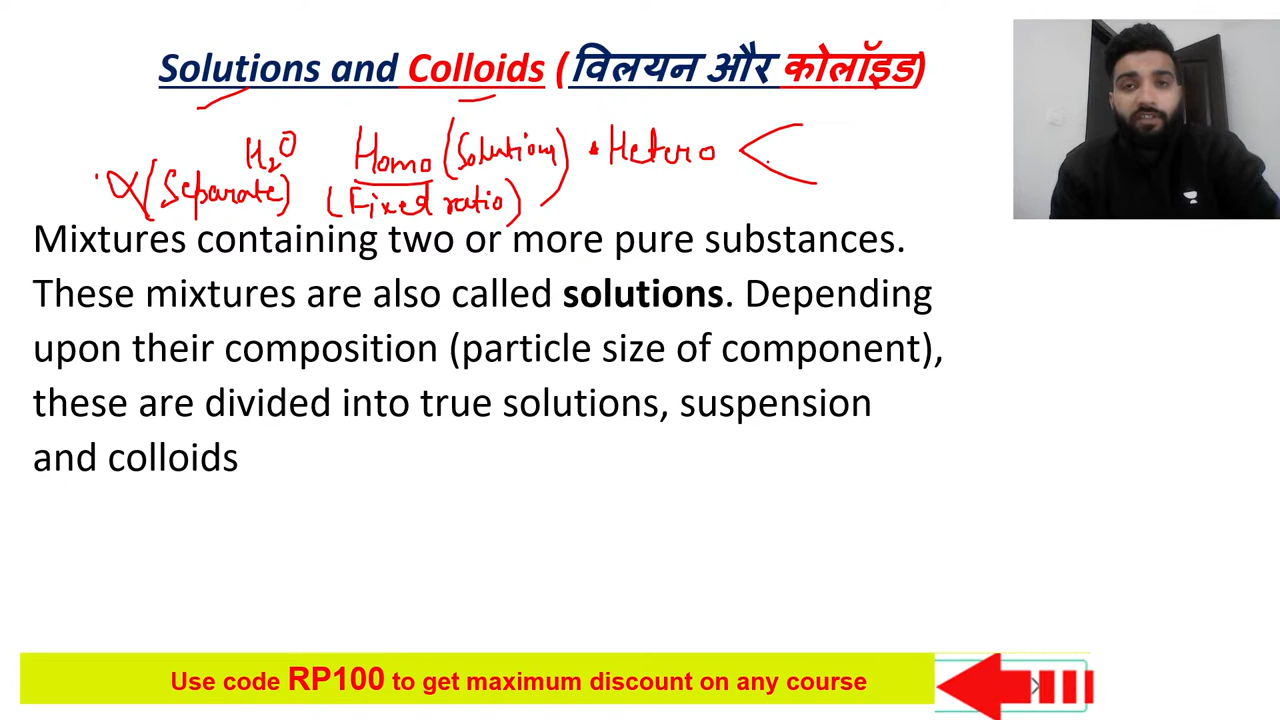 Solutions and Colloids (विलयन और कोलॉइड)
H₂O Homo (Solution) • Hetero
(Separate) (Fixed ratio)
Mixtures containing two or more pure substances.
These mixtures are also called solutions. Depending
upon their composition (particle size of component),
these are divided into true solutions, suspension
and colloids
Use code RP100 to get maximum discount on any course